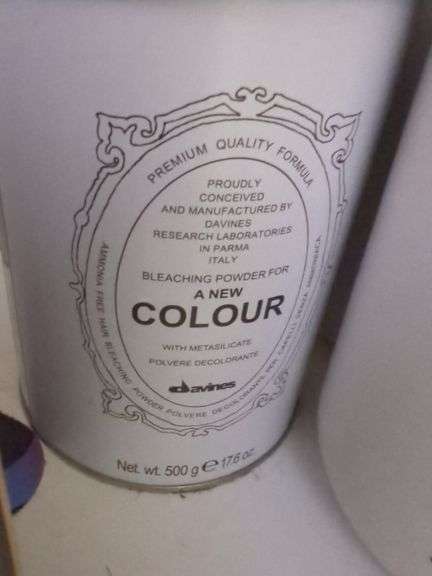 PREMIUM QUALITY FORMULA
PROUDLY
CONCEIVED
AND MANUFACTURED BY
DAVINES
RESEARCH LABORATORIES
IN PARMA
ITALY
BLEACHING POWDER FOR
A NEW
COLOUR
WITH METASILICATE
POLVERE DECOLORANTE
davines
AMMONIA FREE HAIR BLEACHING POWDER POLVERE DECOLORANTE PER CAPELLI SENZA AMMONIACA
Net. wt. 500 g e 17.6 oz